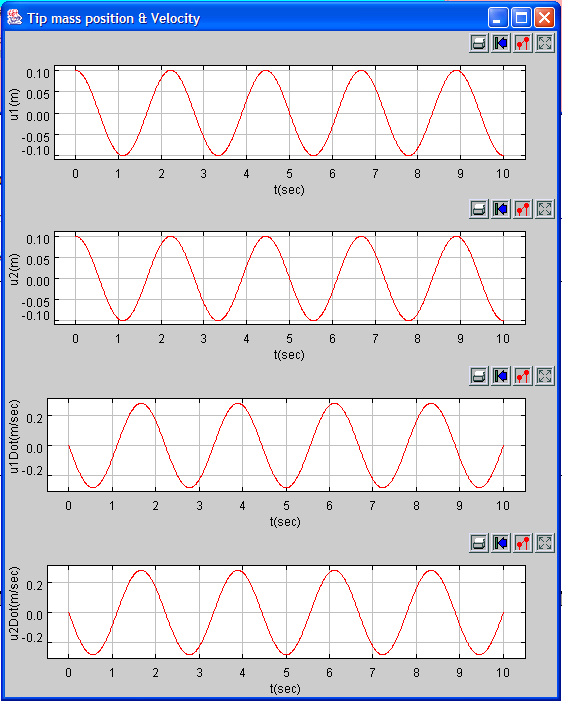 Tip mass position & Velocity
u1(m)
0.10
0.05
0.00
-0.05
-0.10
0 1 2 3 4 5 6 7 8 9 10
t(sec)
u2(m)
0.10
0.05
0.00
-0.05
-0.10
0 1 2 3 4 5 6 7 8 9 10
t(sec)
u1Dot(m/sec)
0.2
0.0
-0.2
0 1 2 3 4 5 6 7 8 9 10
t(sec)
u2Dot(m/sec)
0.2
0.0
-0.2
0 1 2 3 4 5 6 7 8 9 10
t(sec)